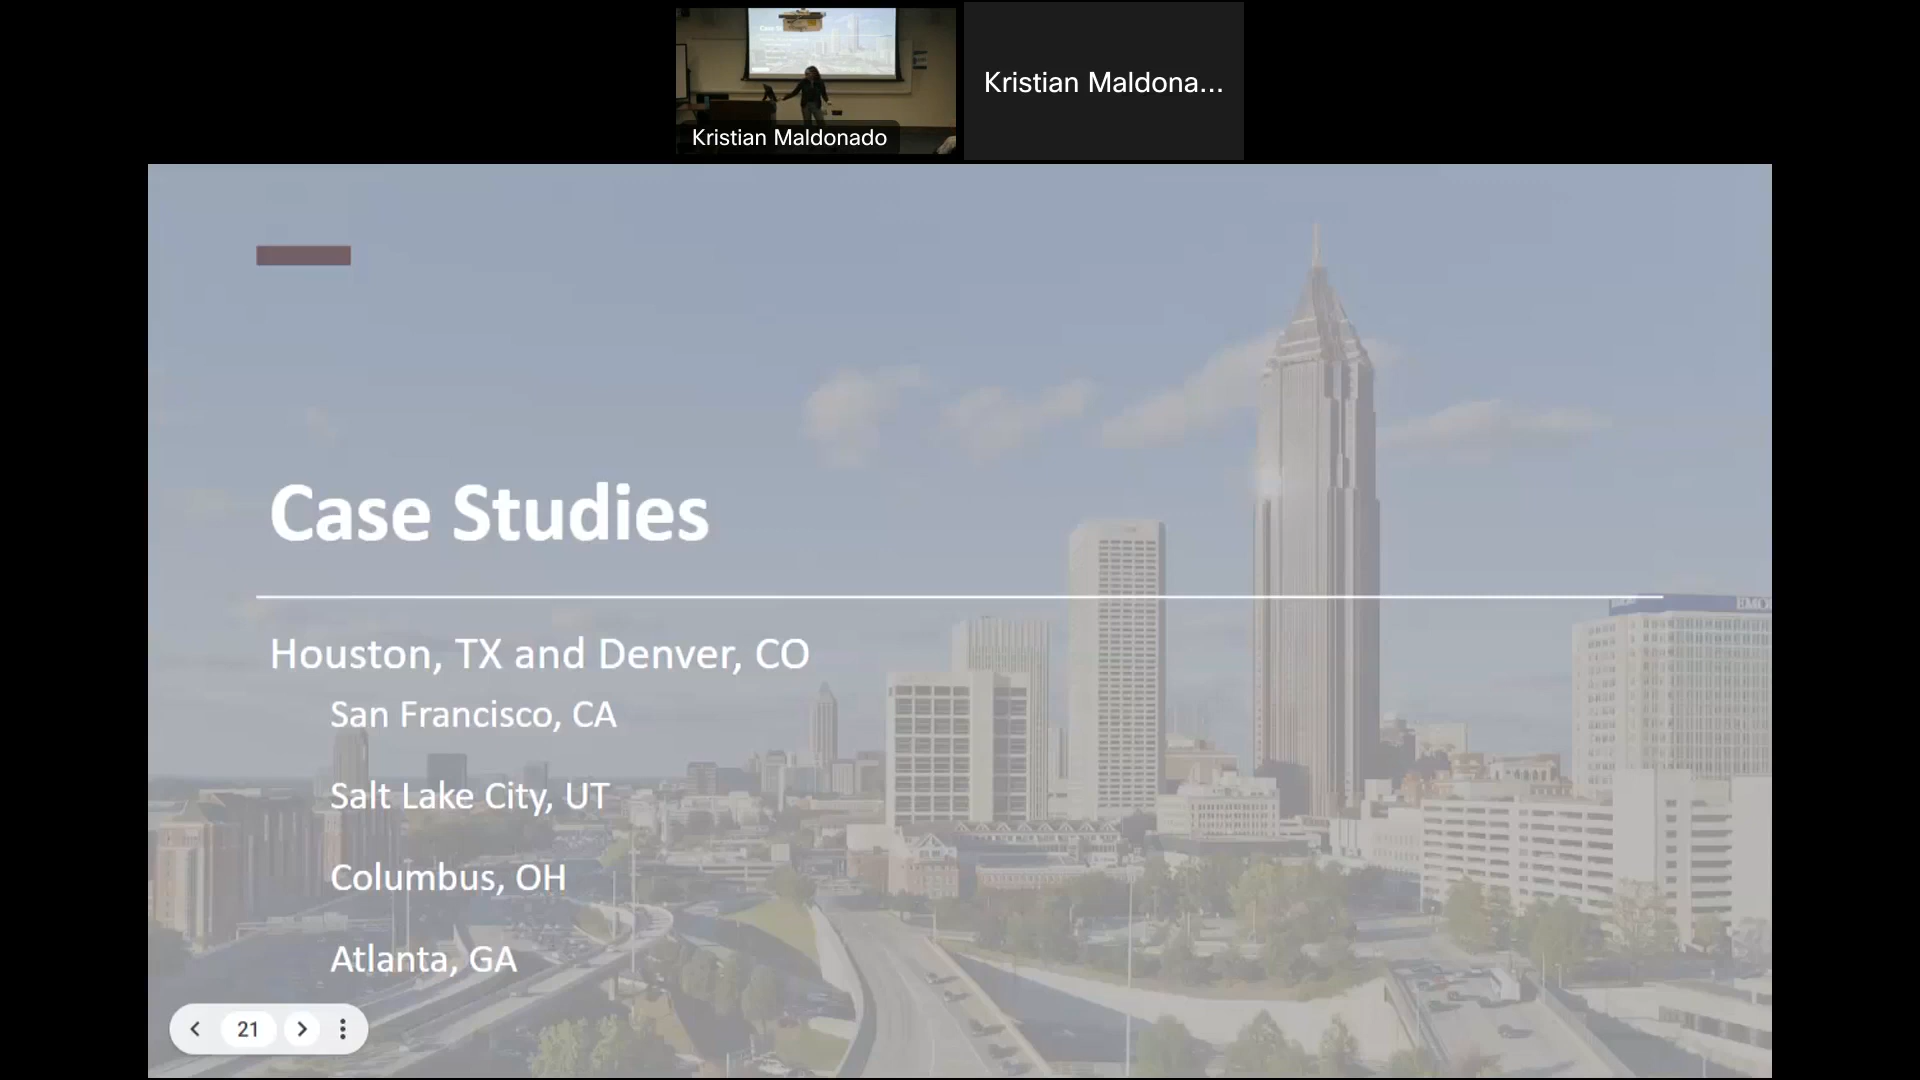 Kristian Maldonado
Kristian Maldona...
Case Studies
Houston, TX and Denver, CO
San Francisco, CA
Salt Lake City, UT
Columbus, OH
Atlanta, GA
21